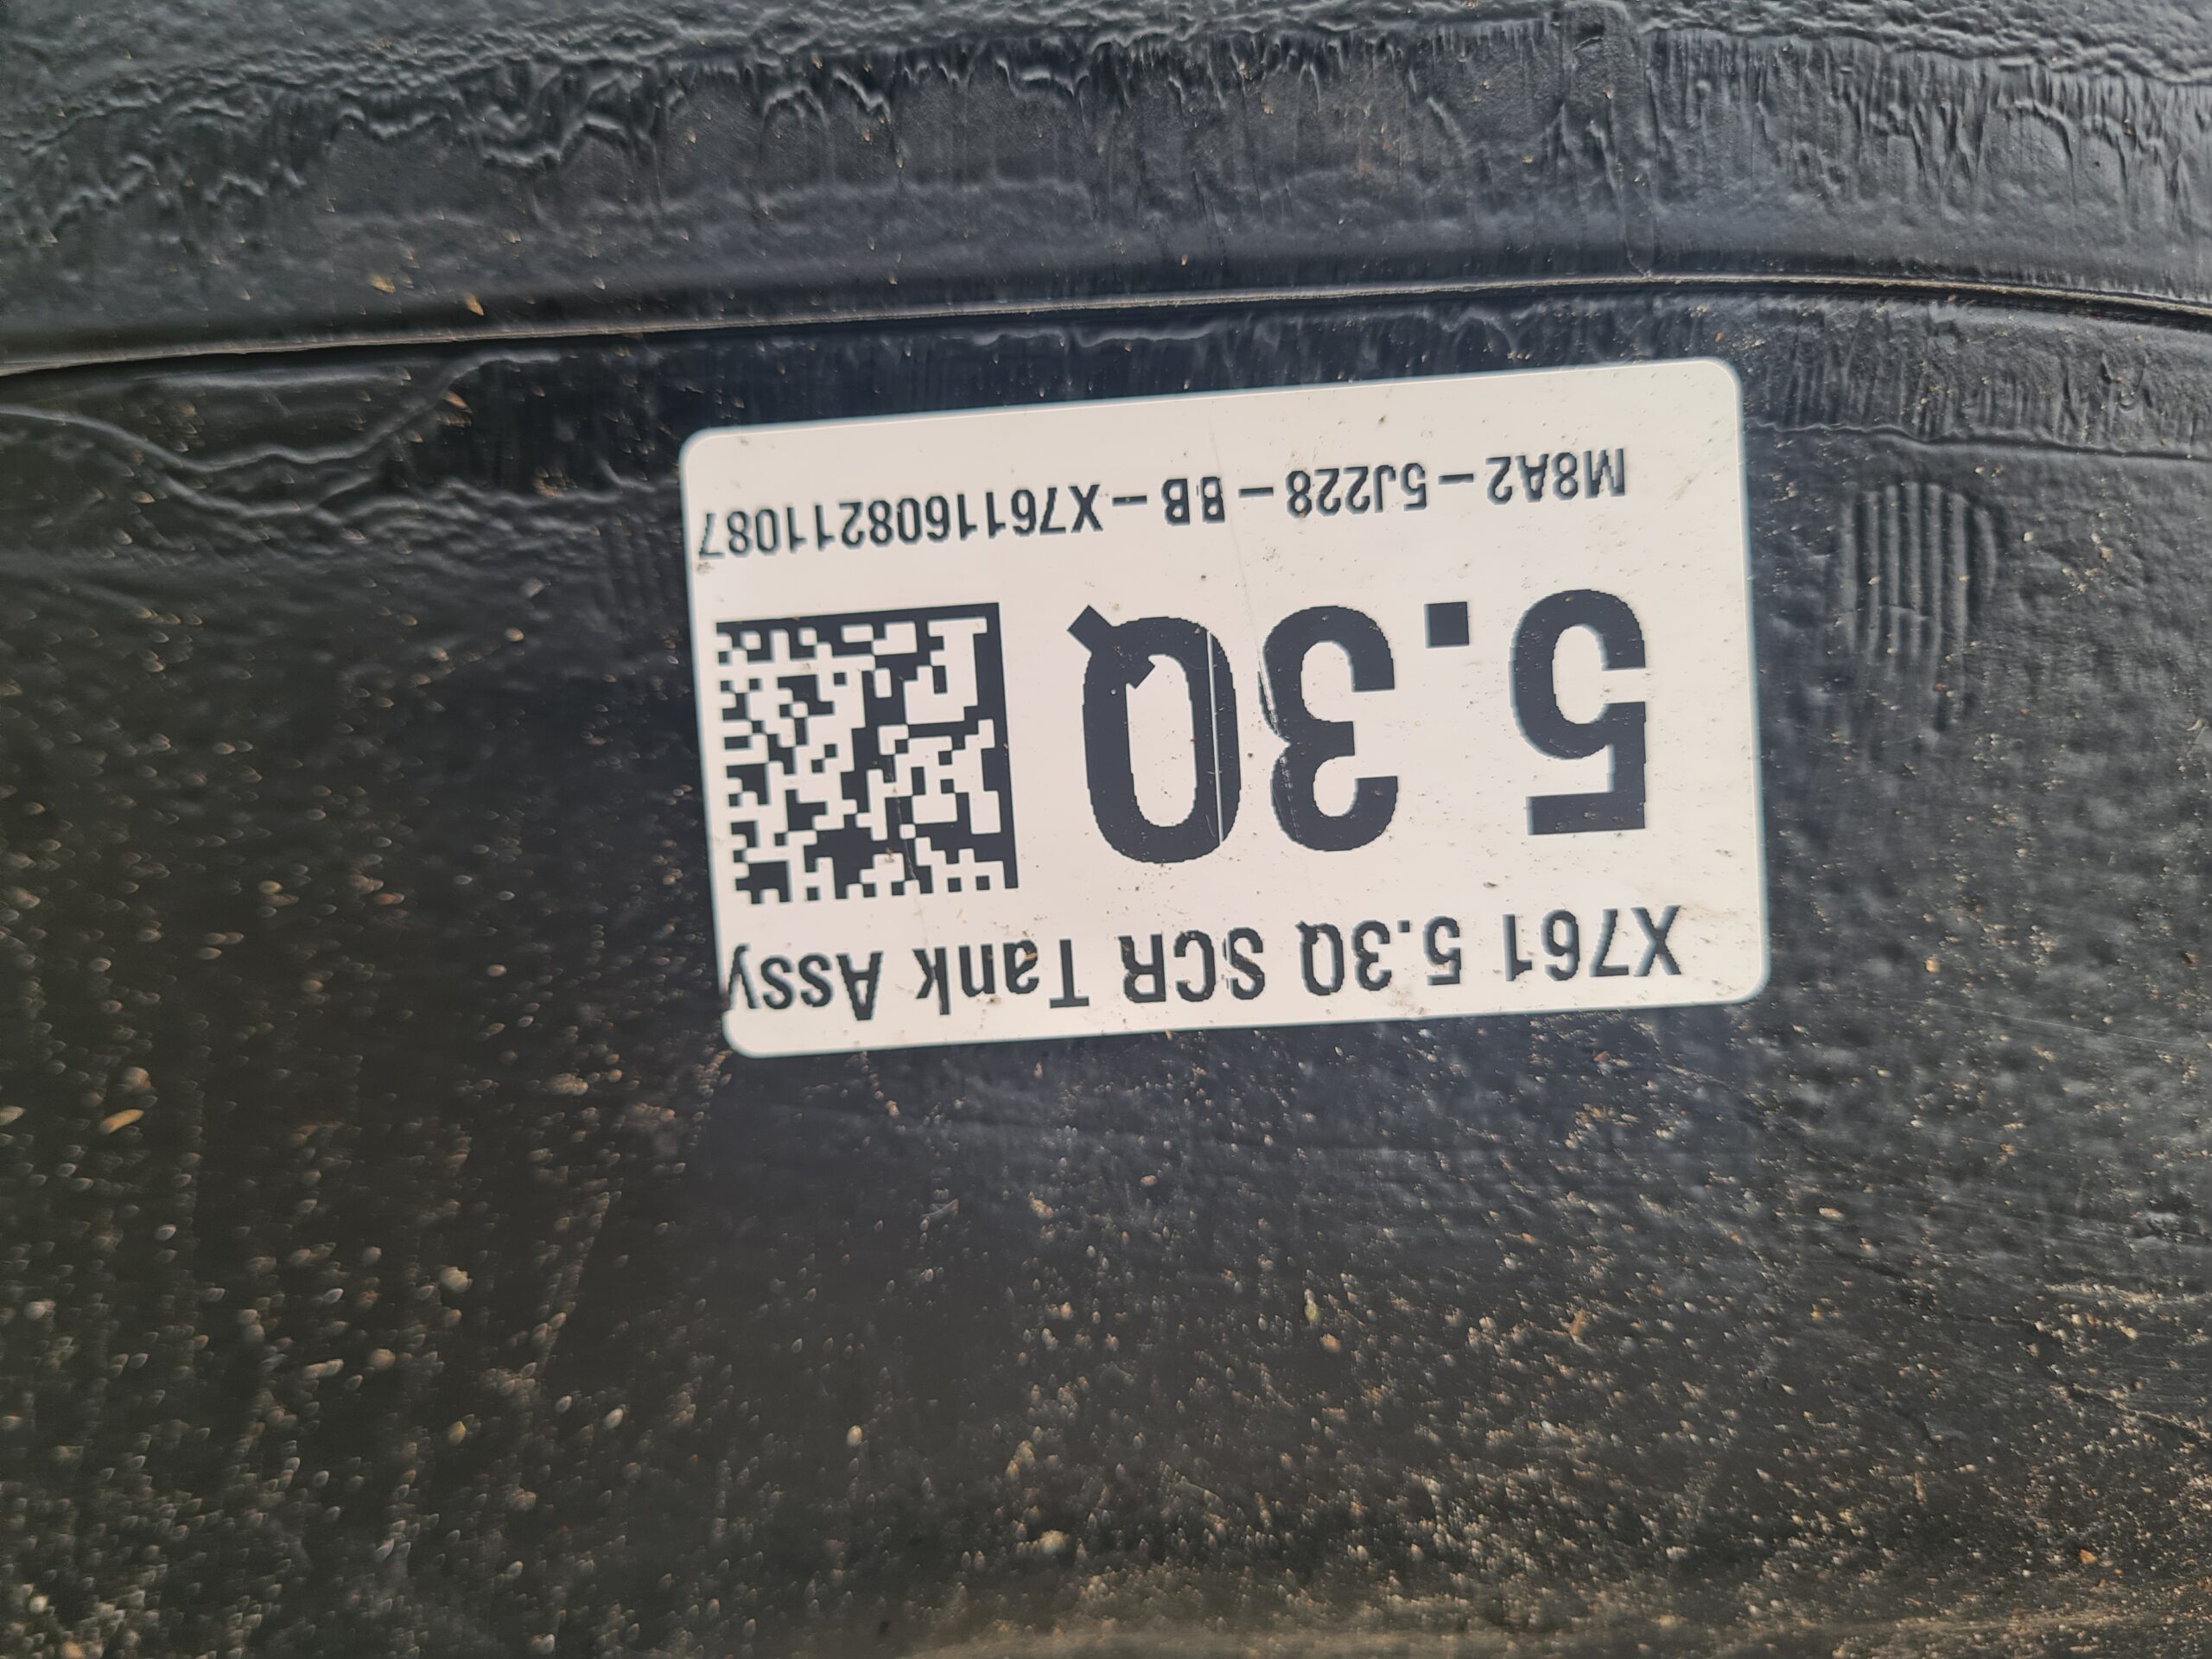 X761 5.3Q SCR Tank Assy
5.3Q
M8A2-5J228-BB-X7611608211087